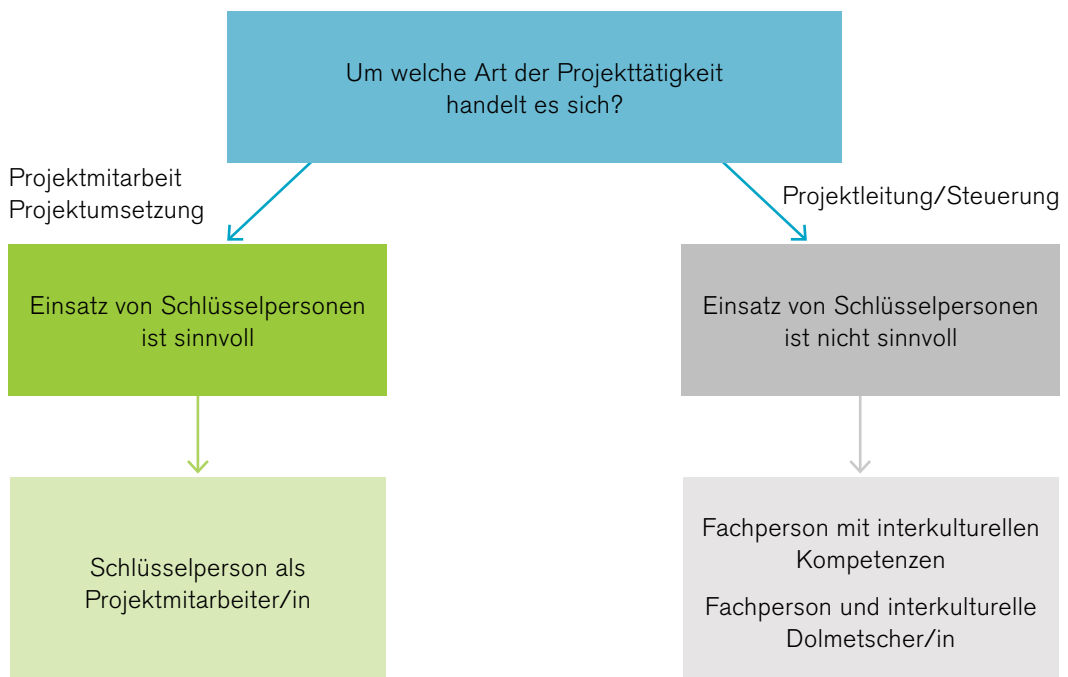 Um welche Art der Projekttätigkeit
handelt es sich?
Projektmitarbeit
Projektumsetzung
Projektleitung/Steuerung
Einsatz von Schlüsselpersonen
ist sinnvoll
Einsatz von Schlüsselpersonen
ist nicht sinnvoll
Schlüsselperson als
Projektmitarbeiter/in
Fachperson mit interkulturellen
Kompetenzen
Fachperson und interkulturelle
Dolmetscher/in